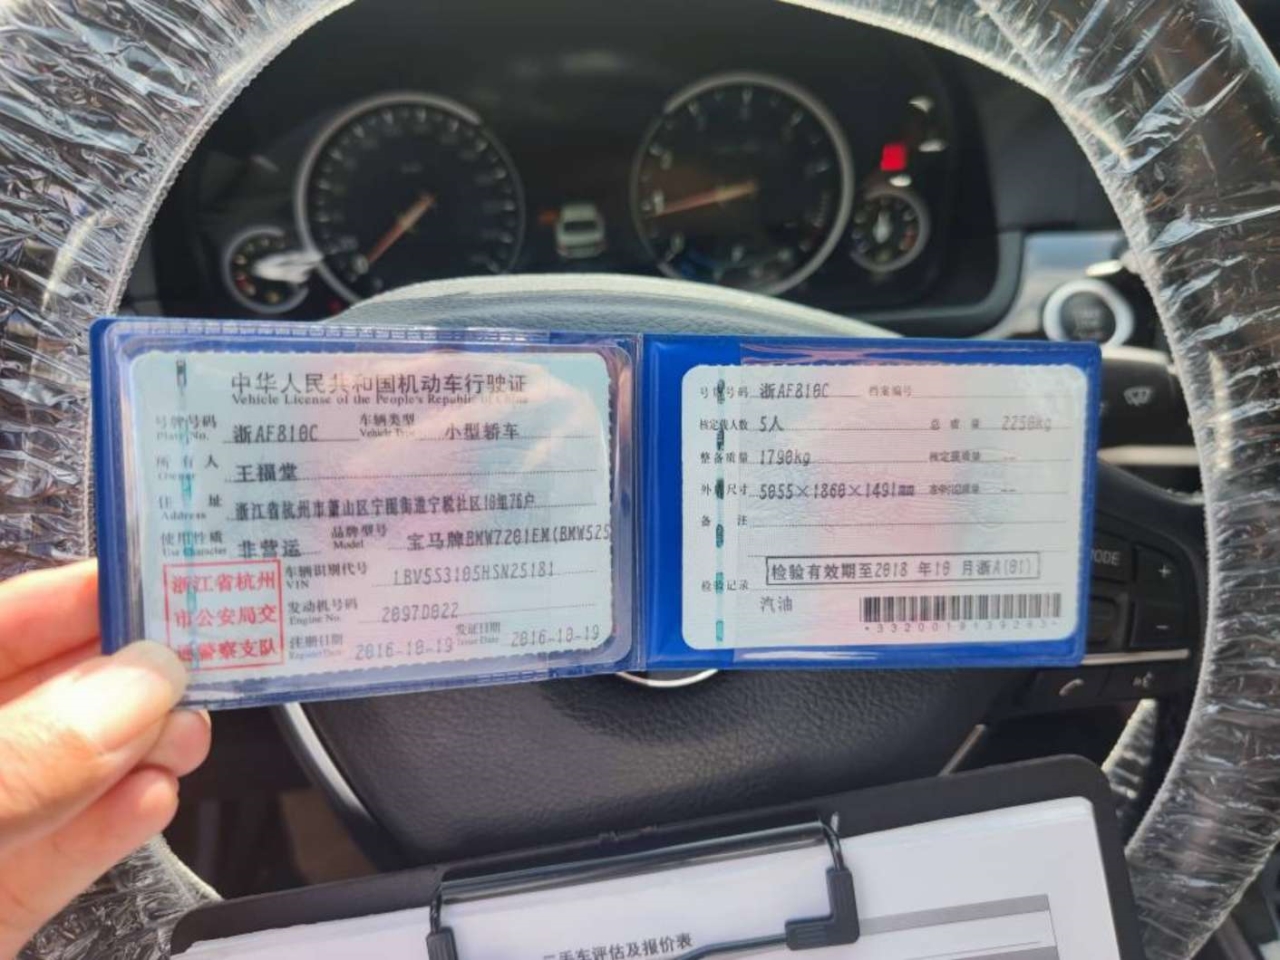 中华人民共和国机动车行驶证
Vehicle License of the People's Republic of China
号牌号码 浙AF810C 车辆类型 小型轿车
Plate No. Vehicle Type
所有人 王福堂
Owner
住址 浙江省杭州市萧山区宁围街道宁税社区10组76户
Address
使用性质 非营运 品牌型号 宝马牌BMW7201EM(BMW525
Use Character Model
浙江省杭州
市公安局交
通警察支队
车辆识别代号 LBV5S3105HSN25181
VIN
发动机号码 2097D022
Engine No.
注册日期 2016-10-19 发证日期 2016-10-19
Register Date Issue Date
号牌号码 浙AF810C 档案编号
核定载人数 5人 总质量 2250kg
整备质量 1790kg 核定载质量 --
外廓尺寸 5055×1860×1491mm --
备注
检验记录
检验有效期至2018 年10 月浙A(01)
汽油
MODE
+
-
二手车评估及报价表